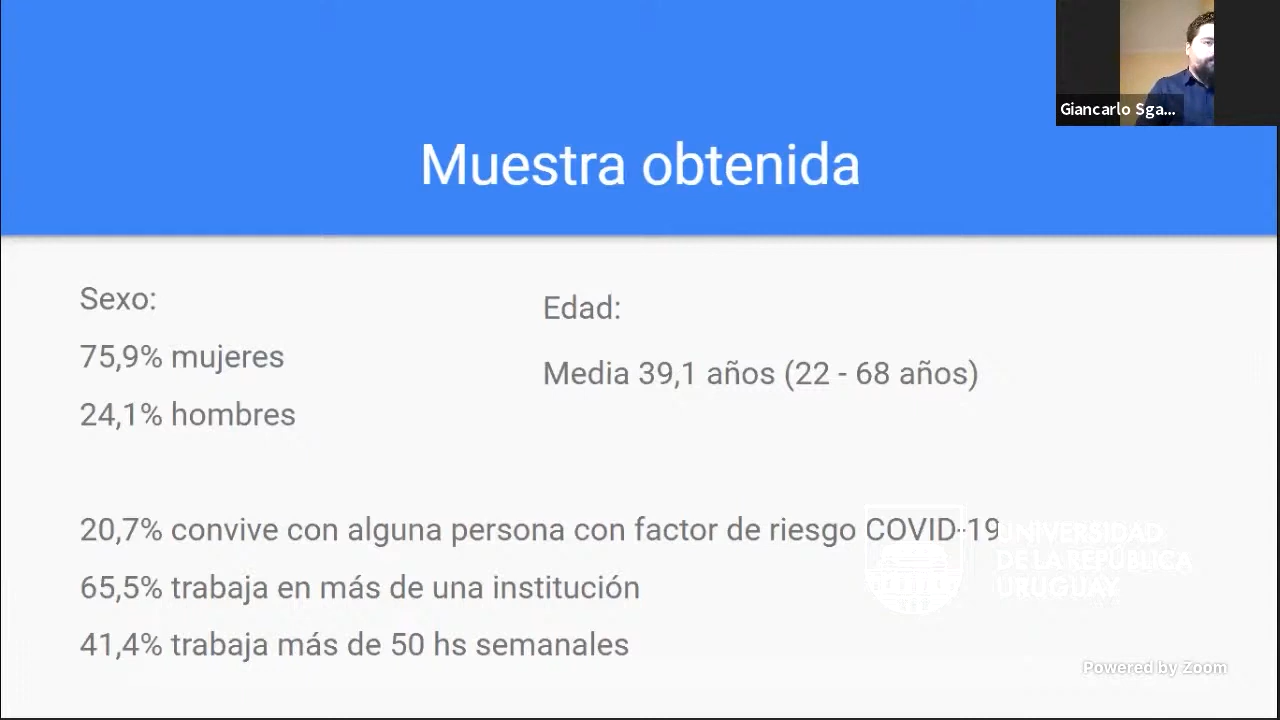 Giancarlo Sga...
Muestra obtenida
Sexo:
75,9% mujeres
24,1% hombres
Edad:
Media 39,1 años (22 - 68 años)
20,7% convive con alguna persona con factor de riesgo COVID-19
65,5% trabaja en más de una institución
41,4% trabaja más de 50 hs semanales
UNIVERSIDAD
DE LA REPÚBLICA
URUGUAY
Powered by Zoom